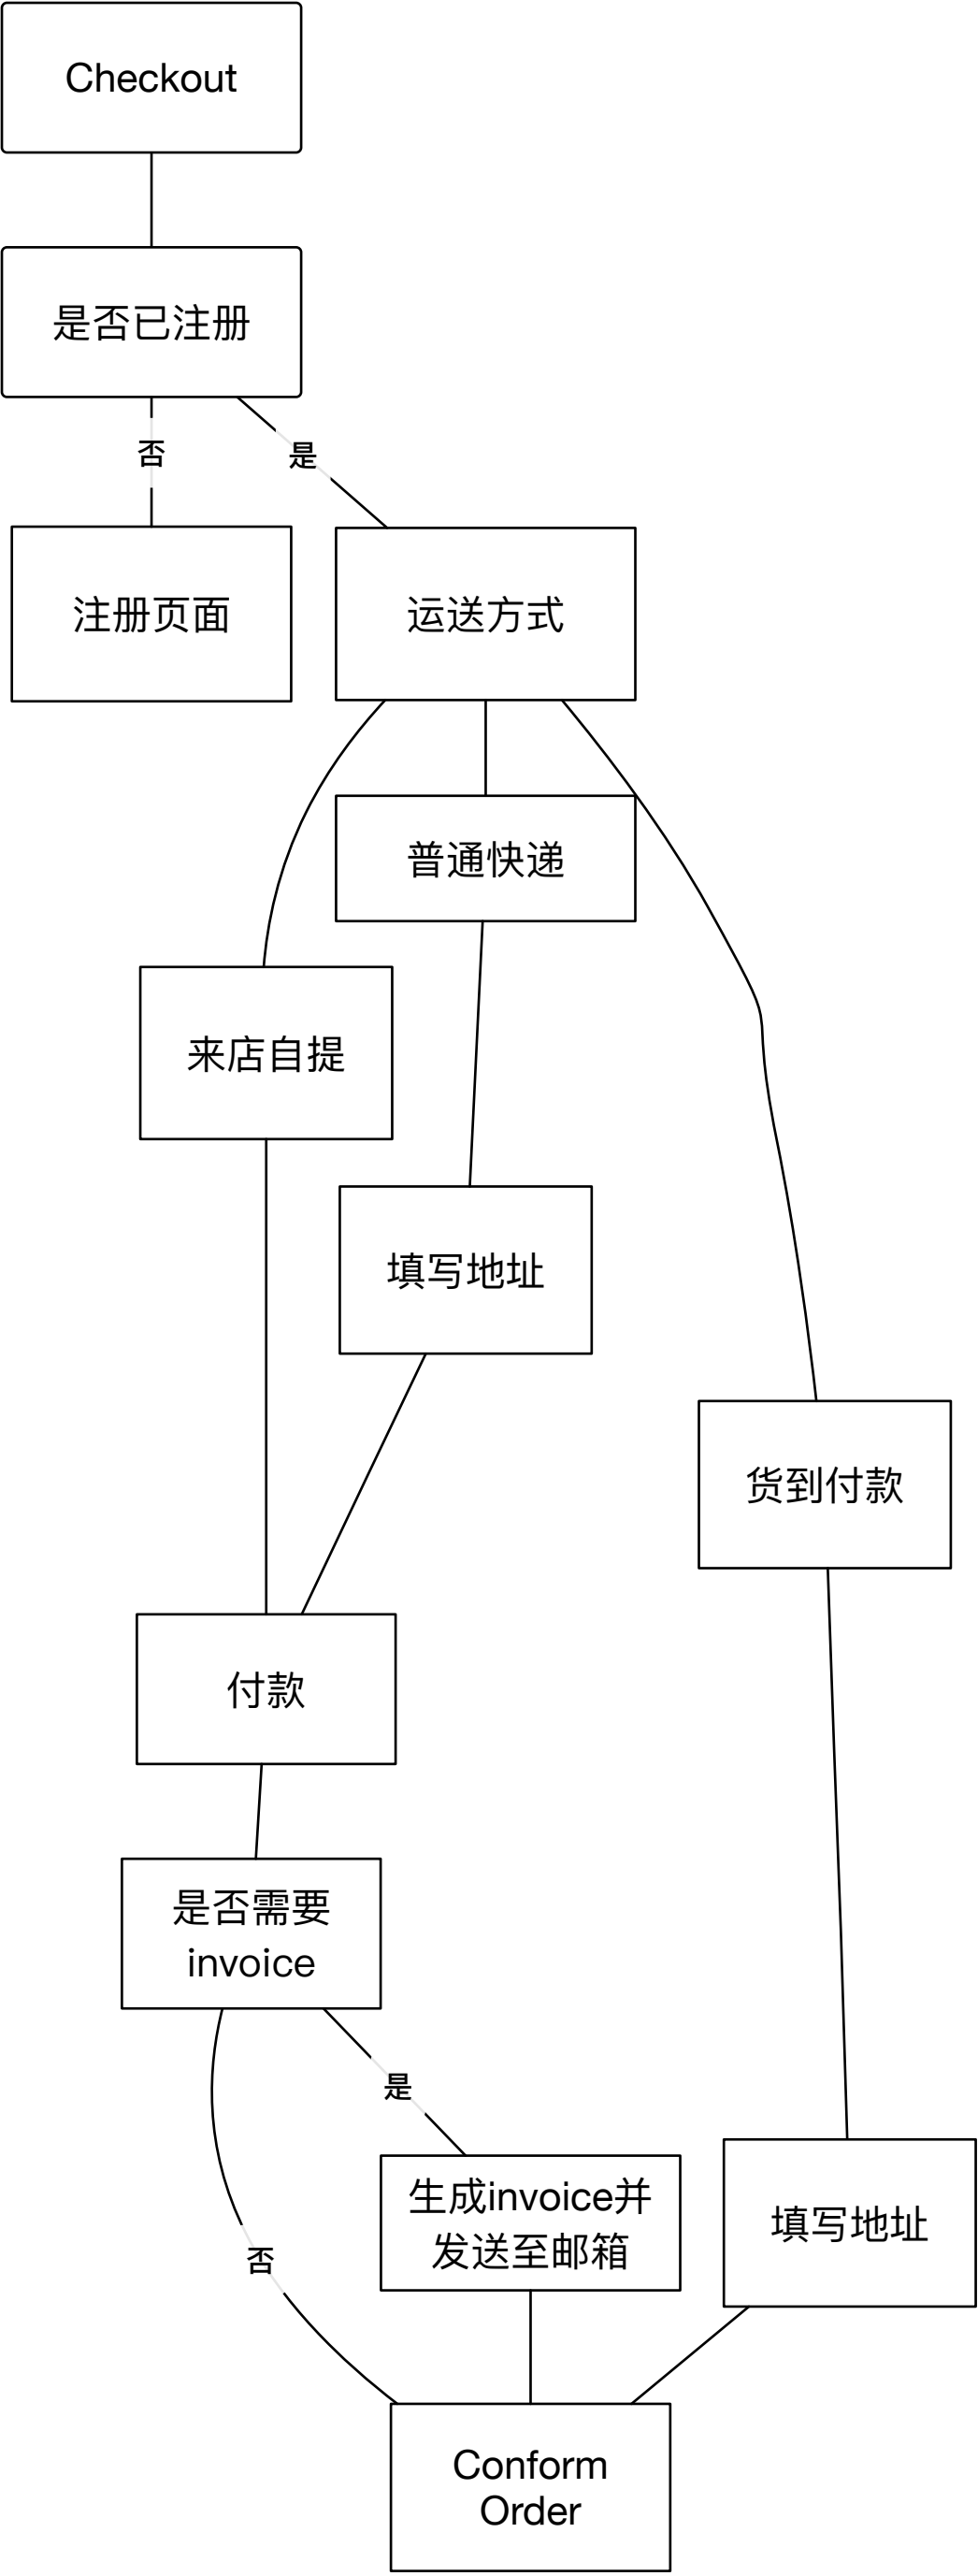 Checkout
是否已注册
否
是
注册页面
运送方式
普通快递
来店自提
填写地址
货到付款
付款
是否需要
invoice
是
生成invoice并
发送至邮箱
填写地址
否
Conform
Order